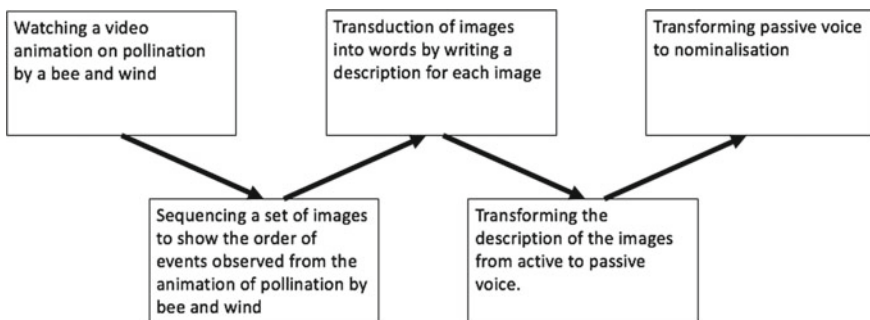 Watching a video
animation on pollination
by a bee and wind
Sequencing a set of images
to show the order of
events observed from the
animation of pollination by
bee and wind
Transduction of images
into words by writing a
description for each image
Transforming the
description of the images
from active to passive
voice.
Transforming passive voice
to nominalisation